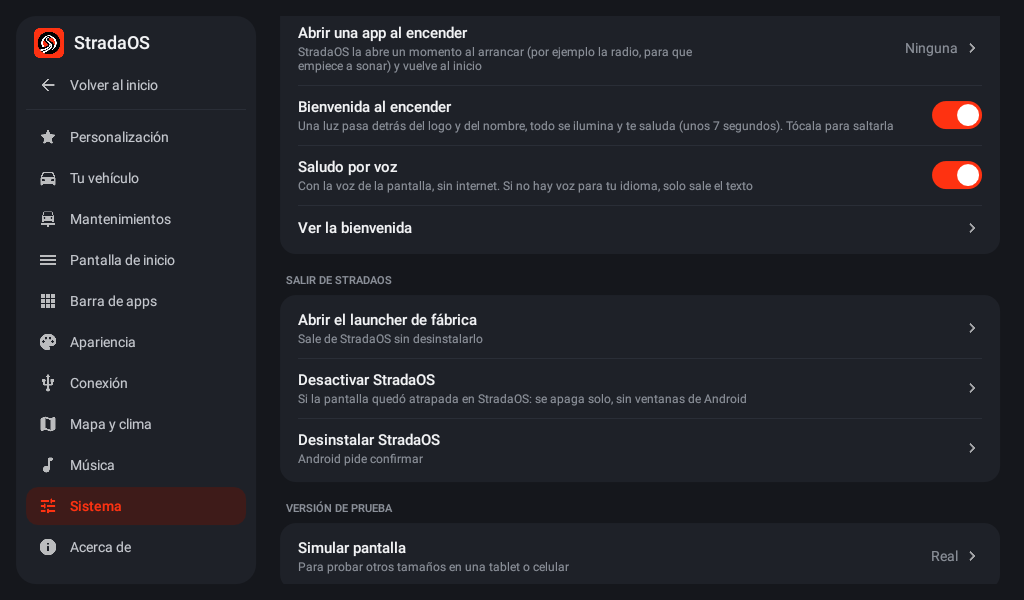 StradaOS
Volver al inicio
Personalización
Tu vehículo
Mantenimientos
Pantalla de inicio
Barra de apps
Apariencia
Conexión
Mapa y clima
Música
Sistema
Acerca de
Abrir una app al encender
StradaOS la abre un momento al arrancar (por ejemplo la radio, para que
empiece a sonar) y vuelve al inicio
Ninguna
Bienvenida al encender
Una luz pasa detrás del logo y del nombre, todo se ilumina y te saluda (unos 7 segundos). Tócala para saltarla
Saludo por voz
Con la voz de la pantalla, sin internet. Si no hay voz para tu idioma, solo sale el texto
Ver la bienvenida
SALIR DE STRADAOS
Abrir el launcher de fábrica
Sale de StradaOS sin desinstalarlo
Desactivar StradaOS
Si la pantalla quedó atrapada en StradaOS: se apaga solo, sin ventanas de Android
Desinstalar StradaOS
Android pide confirmar
VERSIÓN DE PRUEBA
Simular pantalla
Para probar otros tamaños en una tablet o celular
Real